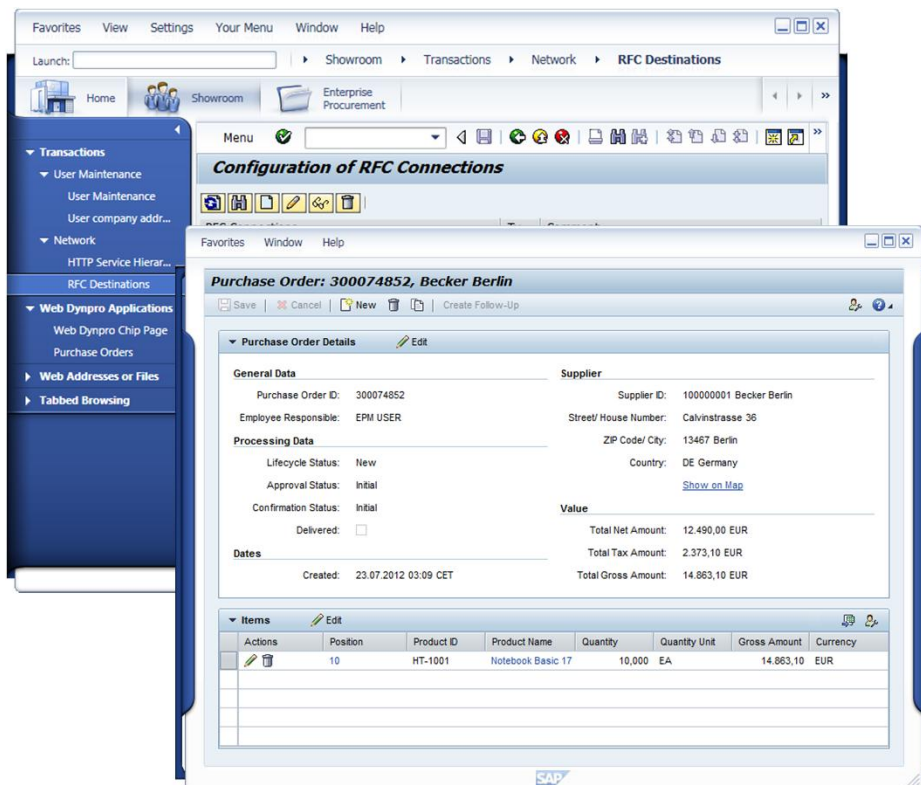 Favorites View Settings Your Menu Window Help
Launch:
Showroom Transactions Network RFC Destinations
Home Showroom Enterprise Procurement
Menu
Transactions
User Maintenance
User Maintenance
User company addr...
Network
HTTP Service Hierar...
RFC Destinations
Web Dynpro Applications
Web Dynpro Chip Page
Purchase Orders
Web Addresses or Files
Tabbed Browsing
Configuration of RFC Connections
Favorites Window Help
Purchase Order: 300074852, Becker Berlin
Save Cancel New Create Follow-Up
Purchase Order Details Edit
General Data
Purchase Order ID: 300074852
Employee Responsible: EPM USER
Processing Data
Lifecycle Status: New
Approval Status: Initial
Confirmation Status: Initial
Delivered:
Dates
Created: 23.07.2012 03:09 CET
Supplier
Supplier ID: 100000001 Becker Berlin
Street/ House Number: Calvinstrasse 36
ZIP Code/ City: 13467 Berlin
Country: DE Germany
Show on Map
Value
Total Net Amount: 12.490,00 EUR
Total Tax Amount: 2.373,10 EUR
Total Gross Amount: 14.863,10 EUR
Items Edit
Actions Position Product ID Product Name Quantity Quantity Unit Gross Amount Currency
10 HT-1001 Notebook Basic 17 10,000 EA 14.863,10 EUR
SAP